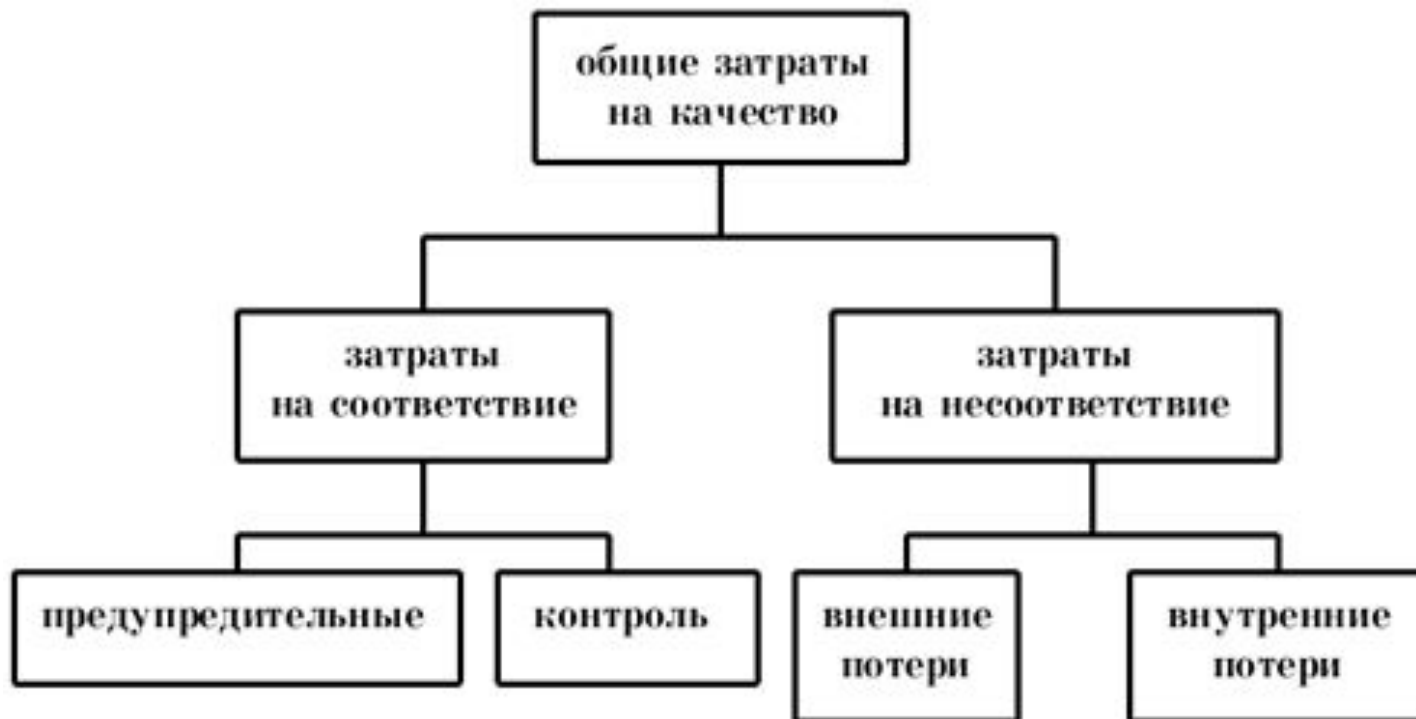 общие затраты
на качество
затраты
на соответствие
затраты
на несоответствие
предупредительные
контроль
внешние
потери
внутренние
потери